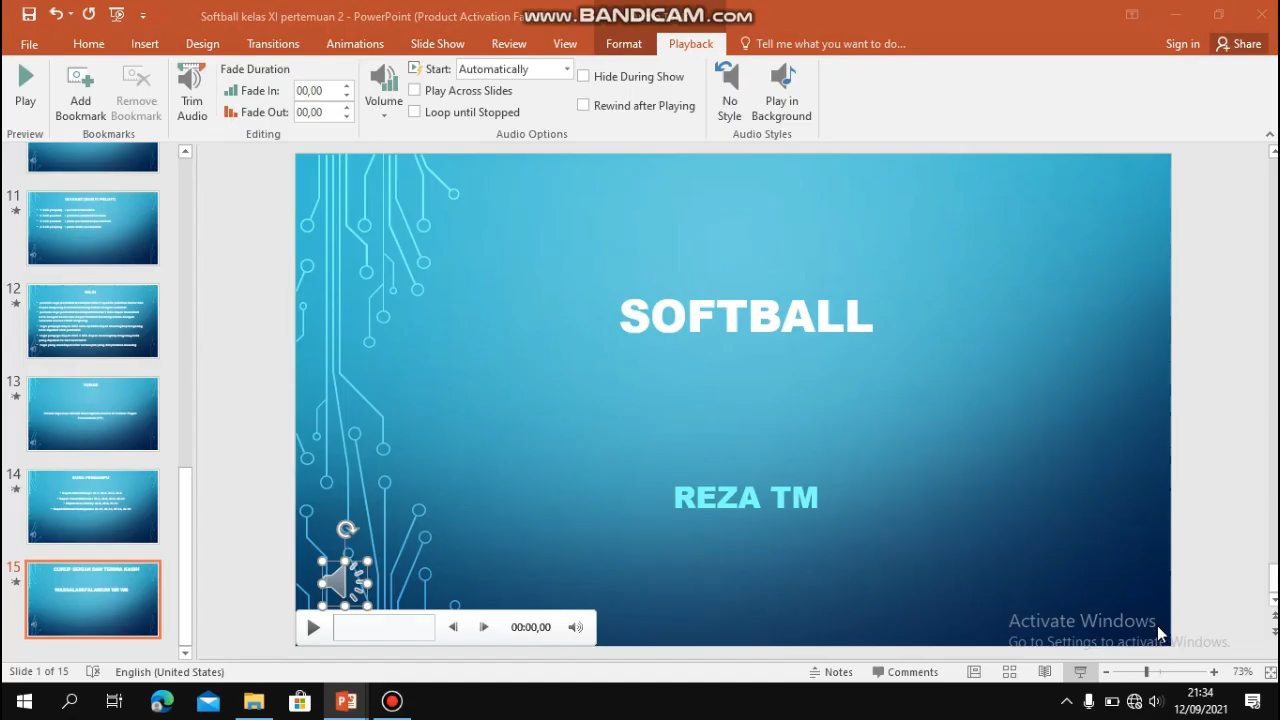 Softball kelas XI pertemuan 2 - PowerPoint (Product Activation Fa
www.BANDICAM.com
File
Home
Insert
Design
Transitions
Animations
Slide Show
Review
View
Format
Playback
Tell me what you want to do...
Sign in
Share
Play
Add Bookmark
Remove Bookmark
Trim Audio
Fade Duration
Fade In: 00,00
Fade Out: 00,00
Volume
Start: Automatically
Play Across Slides
Loop until Stopped
Hide During Show
Rewind after Playing
No Style
Play in Background
Preview
Bookmarks
Editing
Audio Options
Audio Styles
11
12
13
14
15
CUKUP SEKIAN DAN TERIMA KASIH
SOFTBALL
REZA TM
00:00,00
Activate Windows
Go to Settings to activate Windows.
Slide 1 of 15
English (United States)
Notes
Comments
73%
21:34
12/09/2021